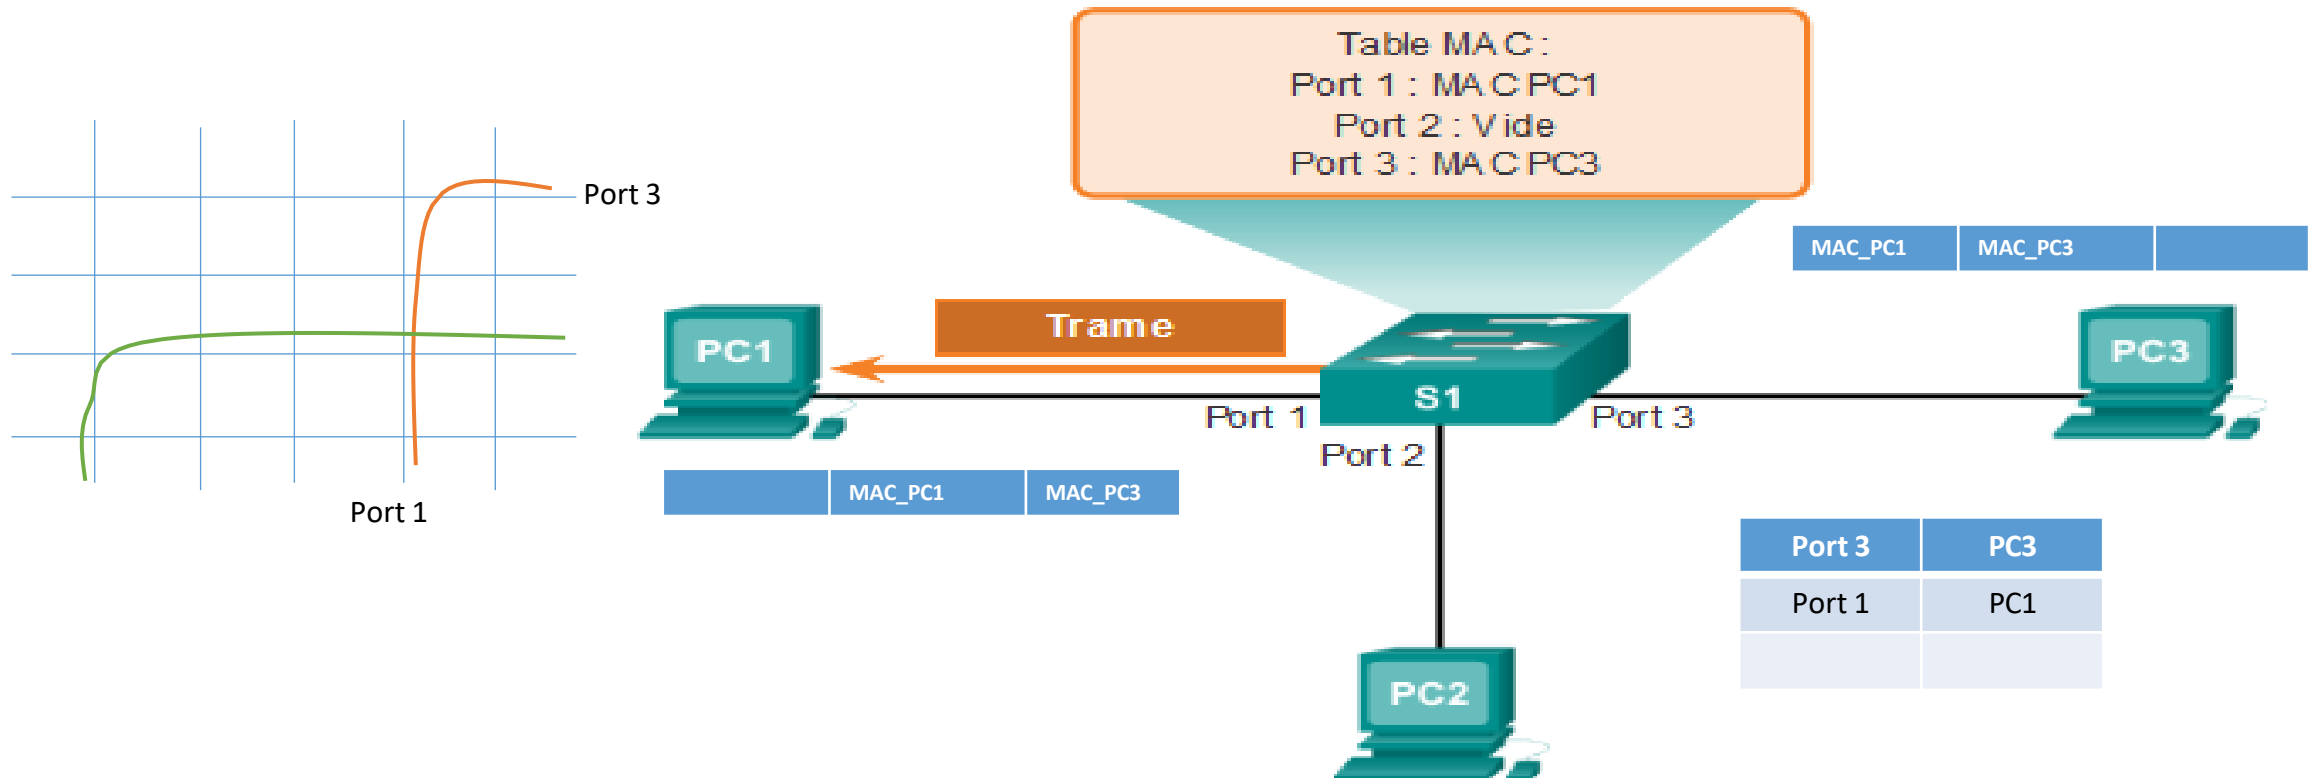 Table MAC :
Port 1 : MAC PC1
Port 2 : Vide
Port 3 : MAC PC3
Port 3
MAC_PC1 MAC_PC3
Trame
PC1
S1
PC3
Port 1
Port 3
Port 2
MAC_PC1 MAC_PC3
Port 1
Port 3 PC3
Port 1 PC1
PC2